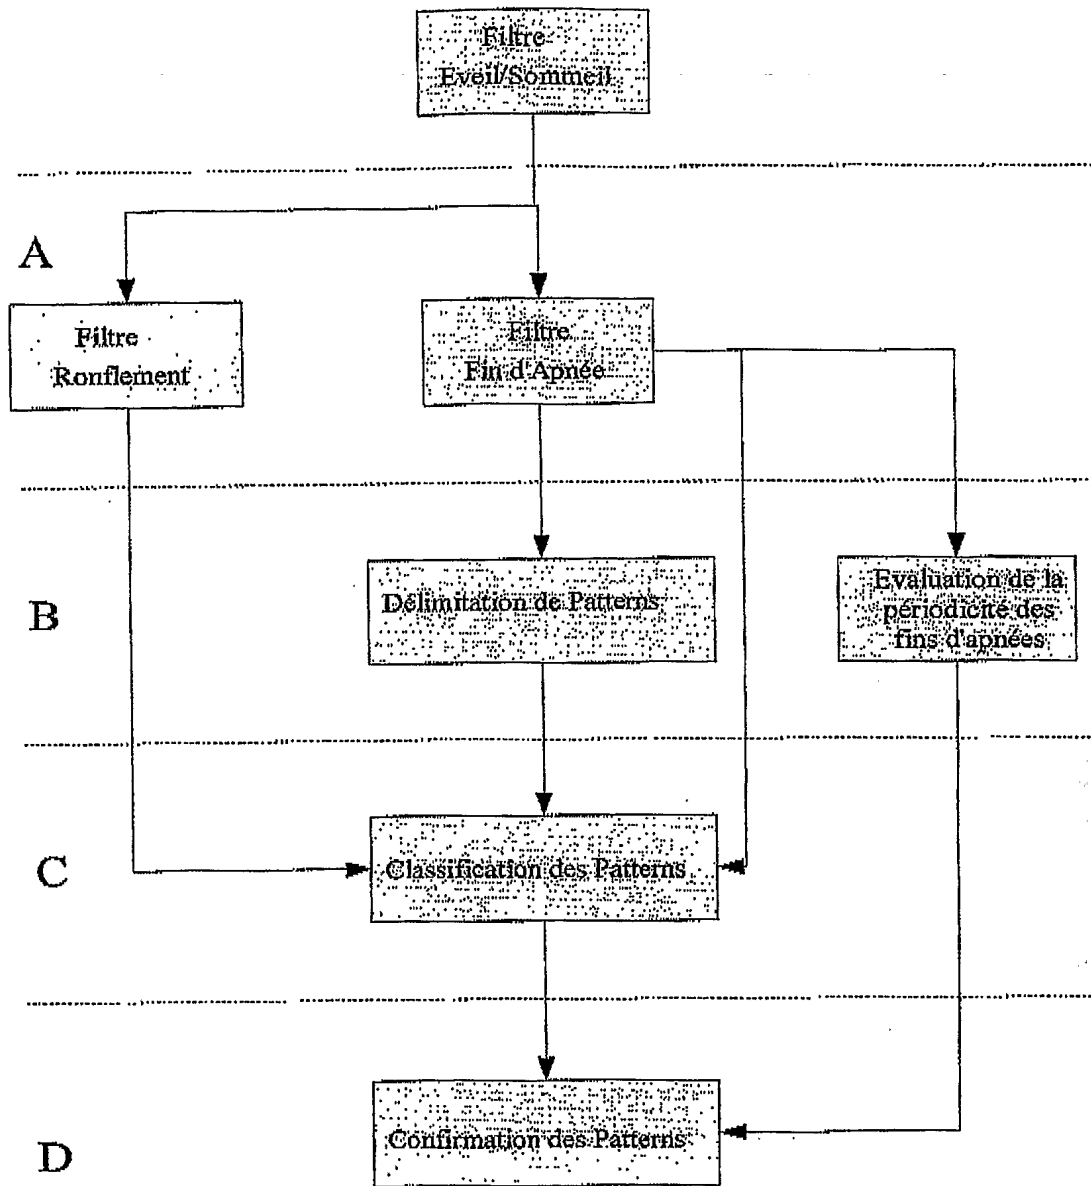 Filtre
Eveil/Sommeil
A
Filtre
Ronflement
Filtre
Fin d'Apnée
B
Délimitation de Patterns
Evaluation de la
périodicité des
fins d'apnées
C
Classification des Patterns
D
Confirmation des Patterns